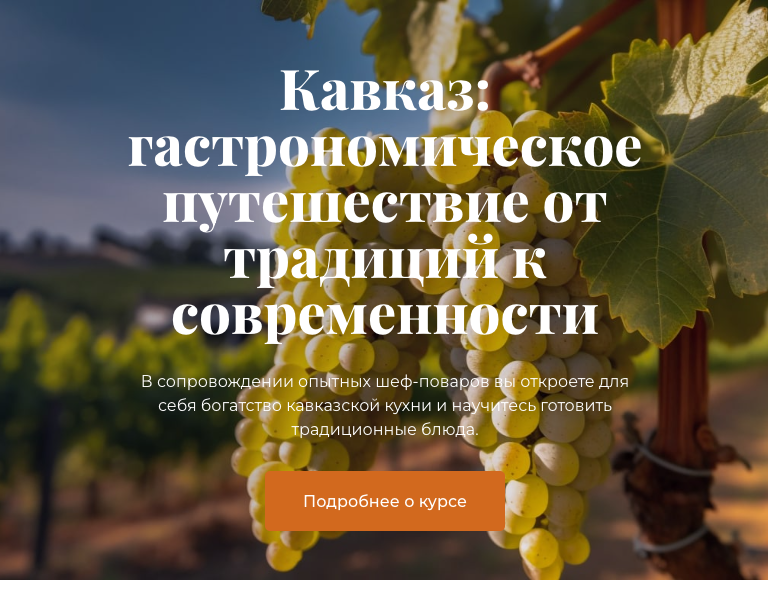 Кавказ:
гастрономическое
путешествие от
традиций к
современности
В сопровождении опытных шеф-поваров вы откроете для
себя богатство кавказской кухни и научитесь готовить
традиционные блюда.
Подробнее о курсе